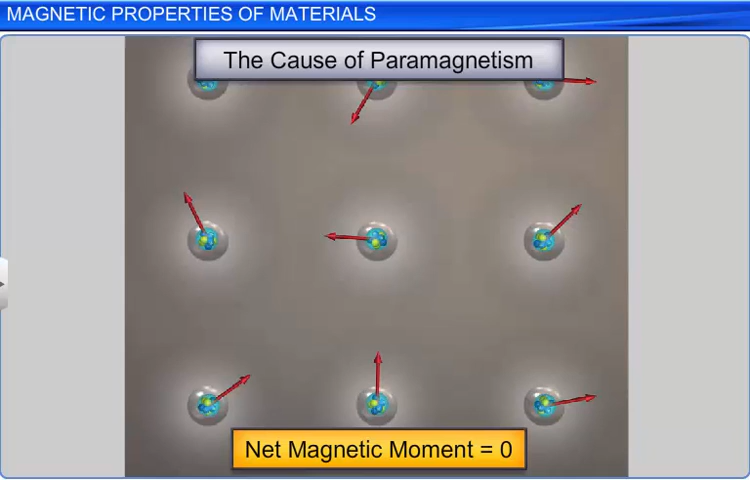 MAGNETIC PROPERTIES OF MATERIALS
The Cause of Paramagnetism
Net Magnetic Moment = 0